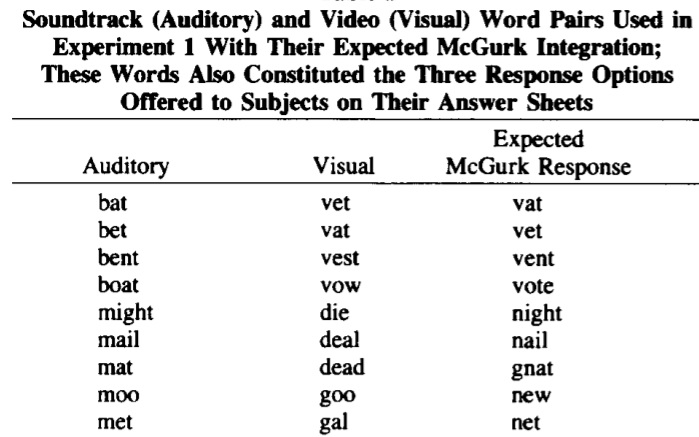 Soundtrack (Auditory) and Video (Visual) Word Pairs Used in
Experiment 1 With Their Expected McGurk Integration;
These Words Also Constituted the Three Response Options
Offered to Subjects on Their Answer Sheets
Expected
Auditory Visual McGurk Response
bat vet vat
bet vat vet
bent vest vent
boat vow vote
might die night
mail deal nail
mat dead gnat
moo goo new
met gal net